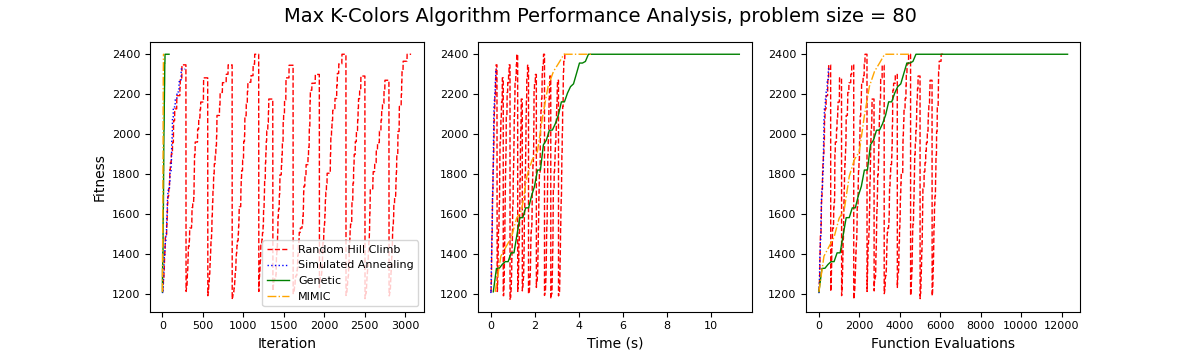 Max K-Colors Algorithm Performance Analysis, problem size = 80
Fitness
2400
2200
2000
1800
1600
1400
1200
0 500 1000 1500 2000 2500 3000
Iteration
Random Hill Climb
Simulated Annealing
Genetic
MIMIC
2400
2200
2000
1800
1600
1400
1200
0 2 4 6 8 10
Time (s)
2400
2200
2000
1800
1600
1400
1200
0 2000 4000 6000 8000 10000 12000
Function Evaluations